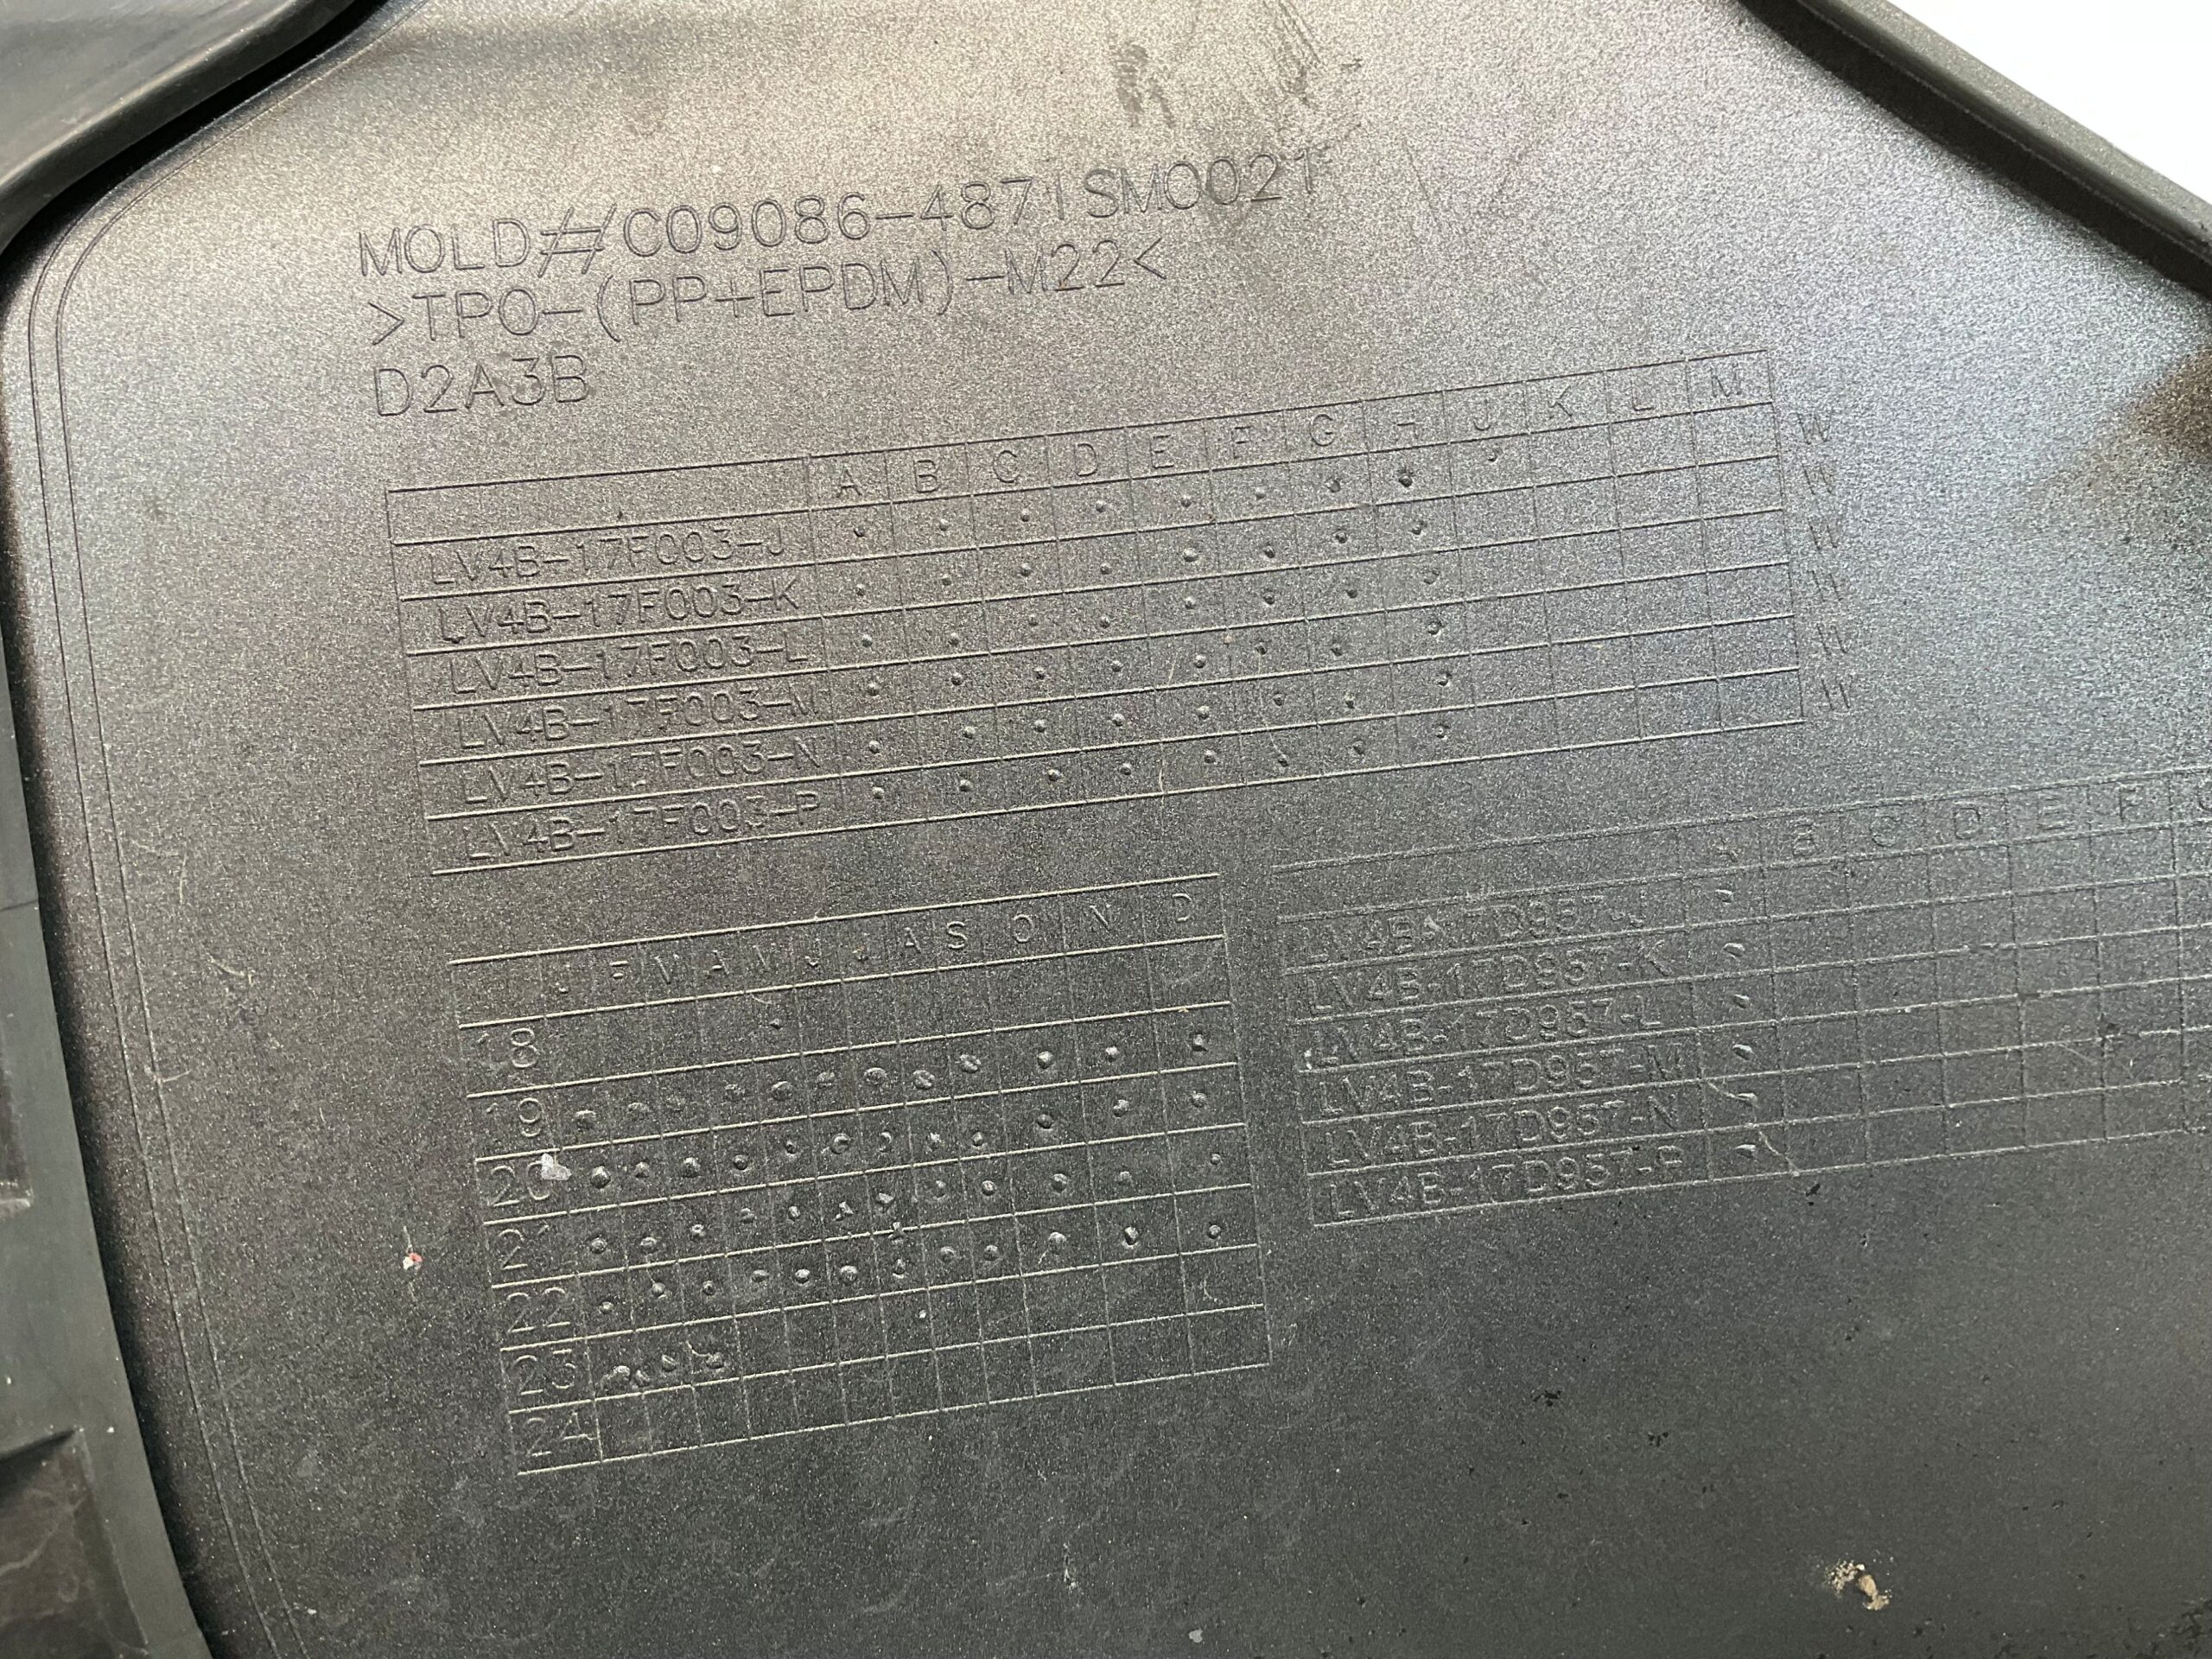 MOLD#C09086-4871SM0021
>TPO-(PP+EPDM)-M22<
D2A3B
A B C D E F G H J K L M
LV4B-17F003-J W
LV4B-17F003-K W
LV4B-17F003-L W
LV4B-17F003-M W
LV4B-17F003-N W
LV4B-17F003-P W
J F M A M J J A S O N D
18
19
20
21
22
23
24
A B C D E F
LV4B-17D957-J
LV4B-17D957-K
LV4B-17D957-L
LV4B-17D957-M
LV4B-17D957-N
LV4B-17D957-P